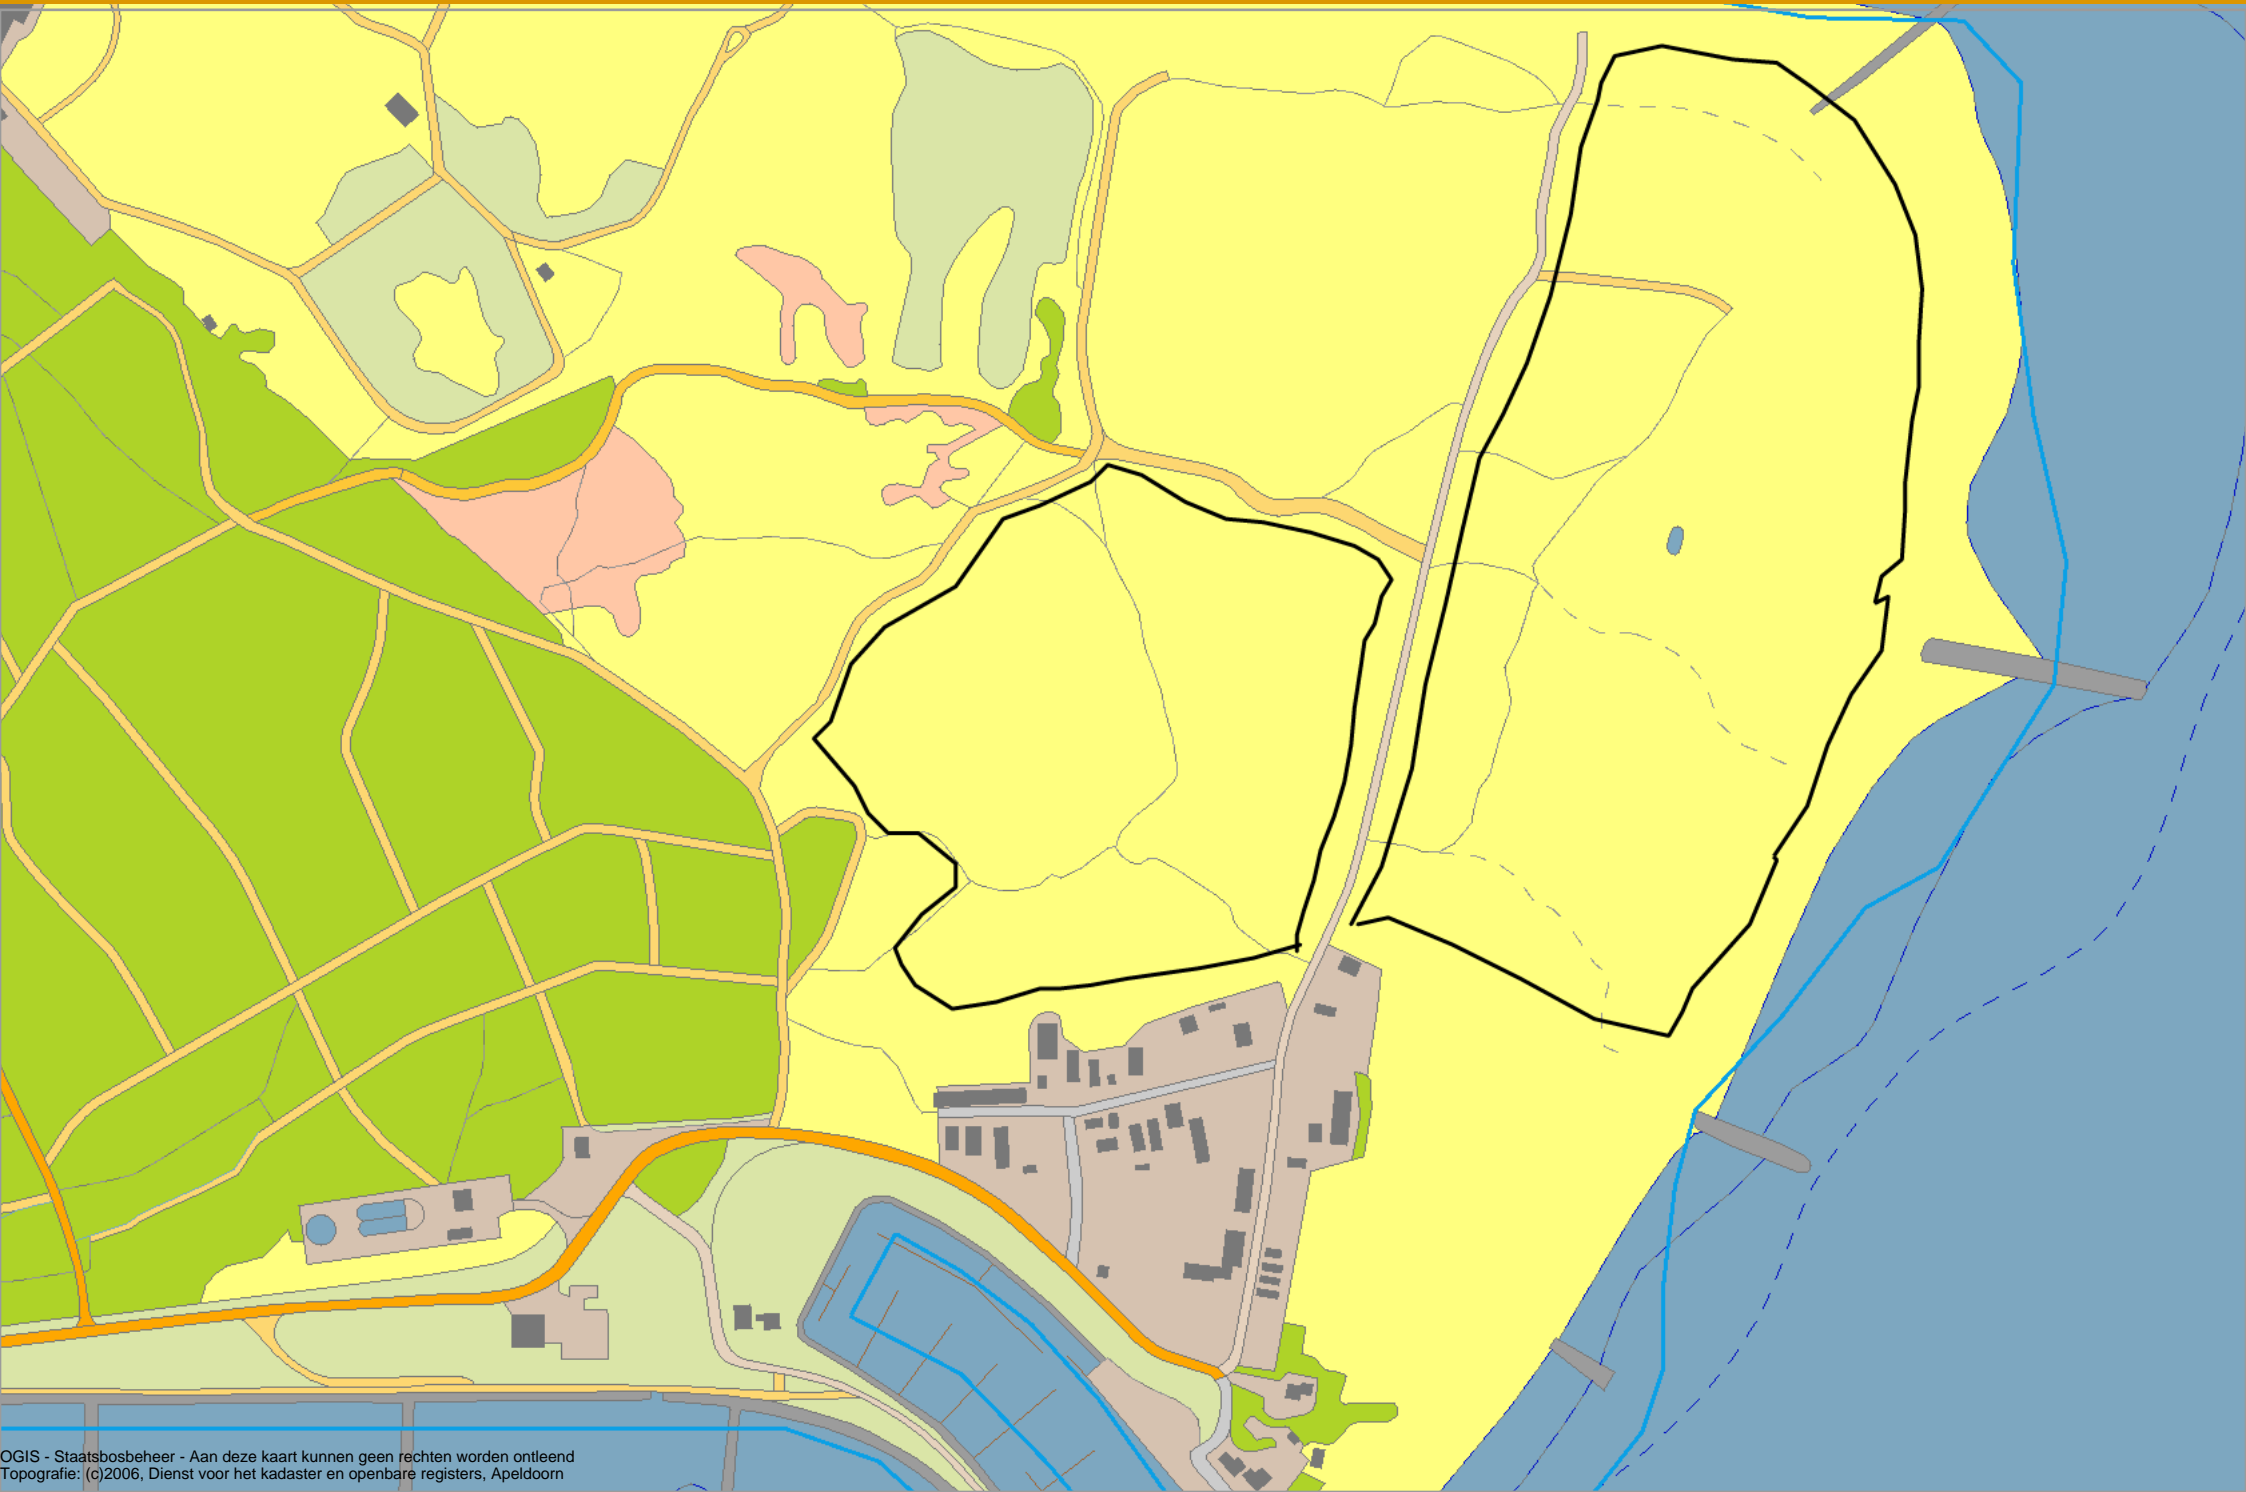 OGIS - Staatsbosbeheer - Aan deze kaart kunnen geen rechten worden ontleend
Topografie: (c)2006, Dienst voor het kadaster en openbare registers, Apeldoorn